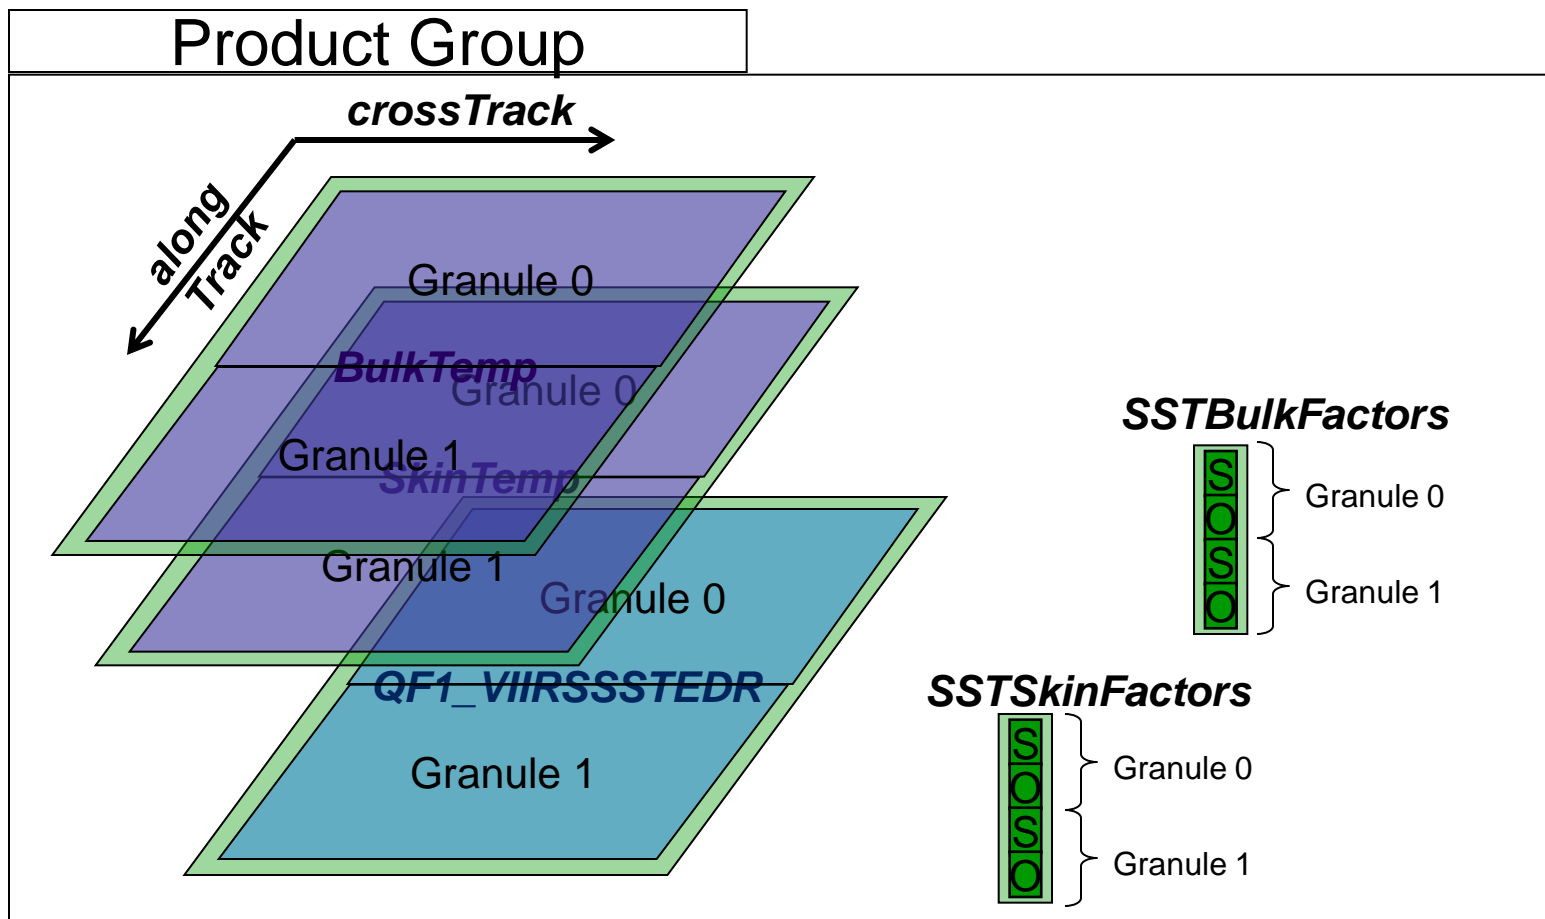 Product Group
crossTrack
along
Track
Granule 0
BulkTemp
Granule 0
Granule 1
SkinTemp
Granule 1
Granule 0
QF1_VIIRSSSTEDR
Granule 1
SSTBulkFactors
S
O
S
O
Granule 0
Granule 1
SSTSkinFactors
S
O
S
O
Granule 0
Granule 1